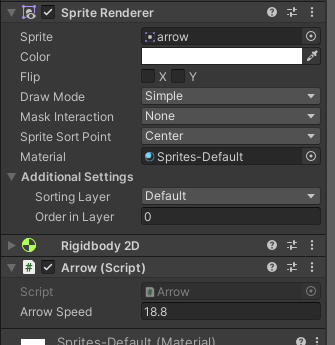 Sprite Renderer
Sprite arrow
Color
Flip X Y
Draw Mode Simple
Mask Interaction None
Sprite Sort Point Center
Material Sprites-Default
Additional Settings
Sorting Layer Default
Order in Layer 0
Rigidbody 2D
# Arrow (Script)
Script # Arrow
Arrow Speed 18.8
Sprites-Default (Material)